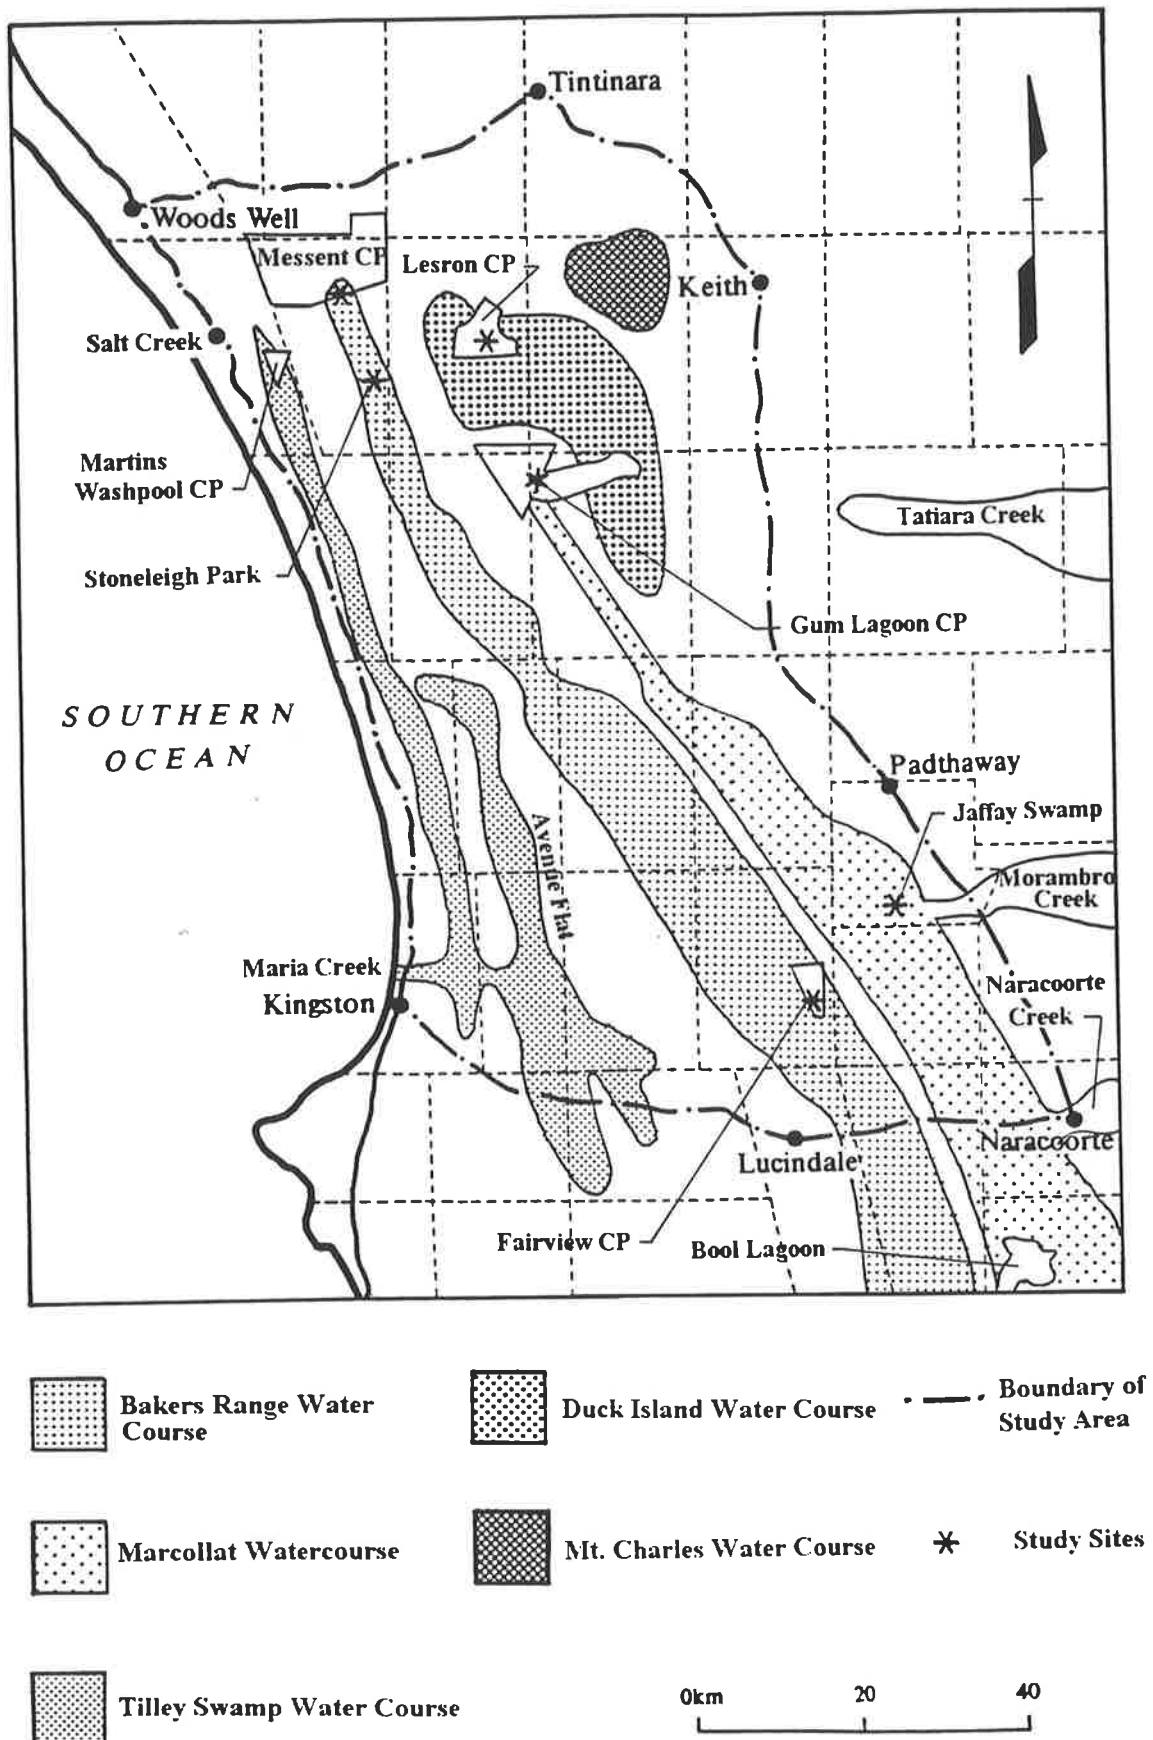 Tintinara
Woods Well
Messent CP
Lesron CP
Keith
Salt Creek
Martins
Washpool CP
Tatiara Creek
Stoneleigh Park
Gum Lagoon CP
SOUTHERN
OCEAN
Padthaway
Jaffay Swamp
Avenue Flat
Morambro
Creek
Maria Creek
Kingston
Naracoorte
Creek
Naracoorte
Lucindale
Fairview CP
Bool Lagoon
Bakers Range Water
Course
Duck Island Water Course
Boundary of
Study Area
Marcollat Watercourse
Mt. Charles Water Course
Study Sites
Tilley Swamp Water Course
0km 20 40